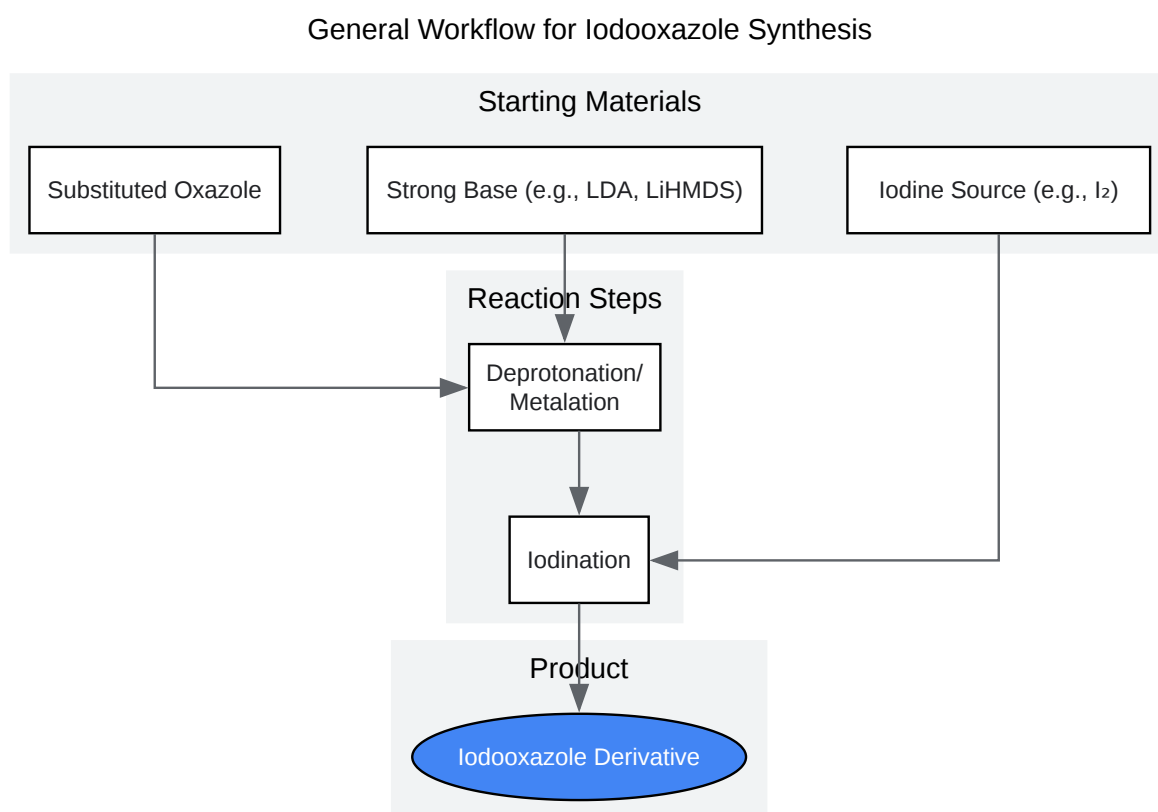 General Workflow for Iodooxazole Synthesis
Starting Materials
Substituted Oxazole
Strong Base (e.g., LDA, LiHMDS)
Iodine Source (e.g., I₂)
Reaction Steps
Deprotonation/
Metalation
Iodination
Product
Iodooxazole Derivative